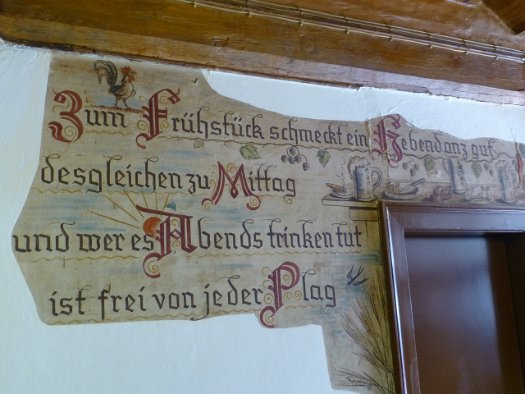 Zum Frühstück schmeckt ein Hebendanz gut
desgleichen zu Mittag
und wer es Abends trinken tut
ist frei von jeder Plag